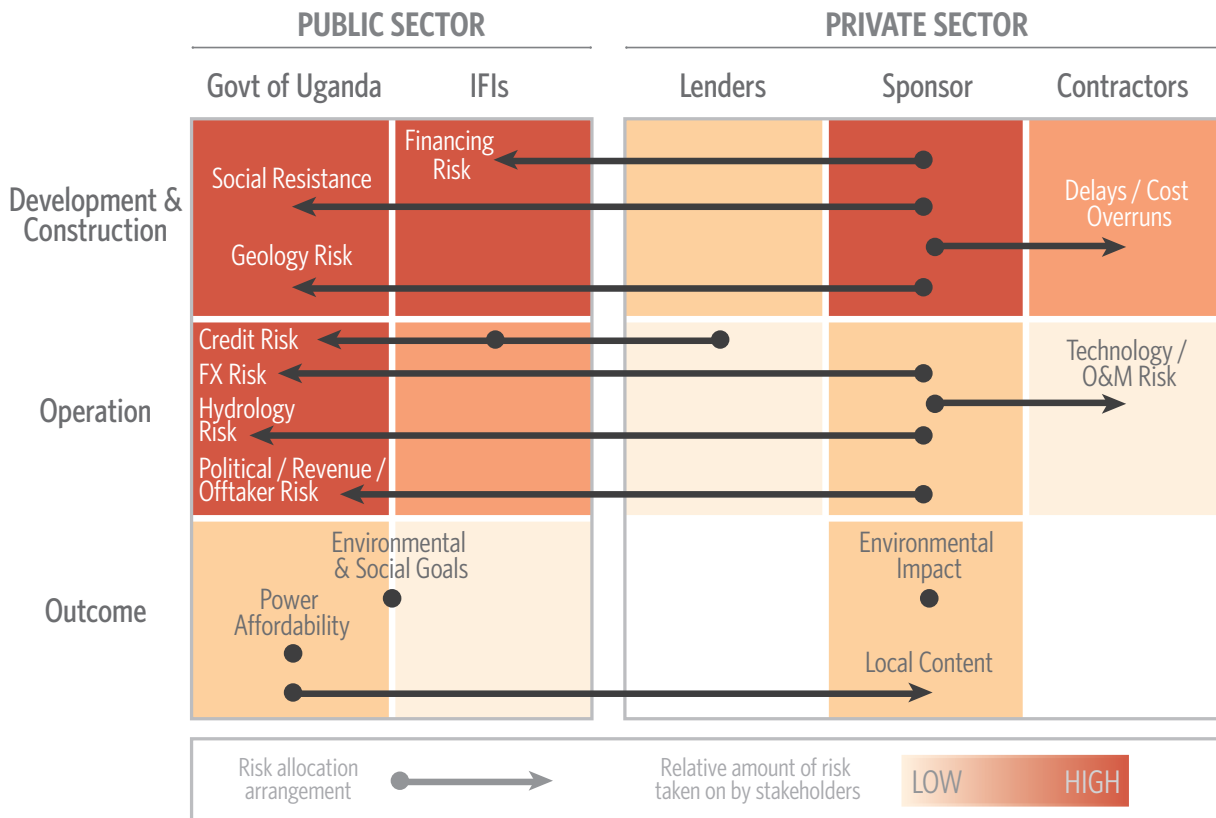 PUBLIC SECTOR
PRIVATE SECTOR
Govt of Uganda
IFIs
Lenders
Sponsor
Contractors
Development &
Construction
Financing
Risk
Social Resistance
Delays / Cost
Overruns
Geology Risk
Operation
Credit Risk
FX Risk
Hydrology
Risk
Political / Revenue /
Offtaker Risk
Technology /
O&M Risk
Outcome
Environmental
& Social Goals
Power
Affordability
Environmental
Impact
Local Content
Risk allocation
arrangement
Relative amount of risk
taken on by stakeholders
LOW
HIGH